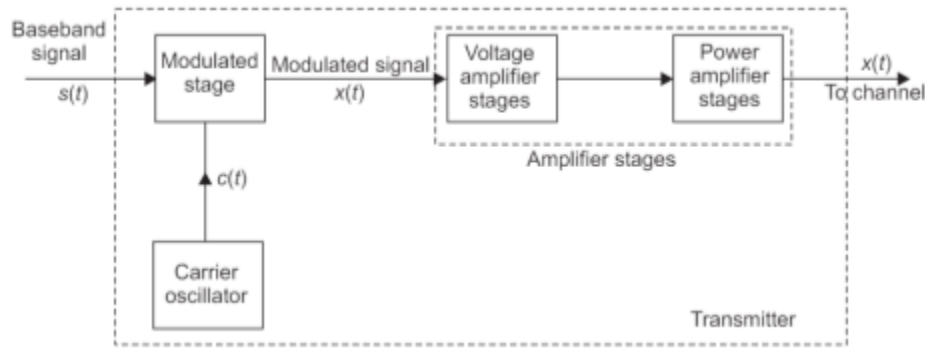 Baseband
signal
s(t)
Modulated
stage
Modulated signal
x(t)
Voltage
amplifier
stages
Power
amplifier
stages
x(t)
To channel
Amplifier stages
c(t)
Carrier
oscillator
Transmitter